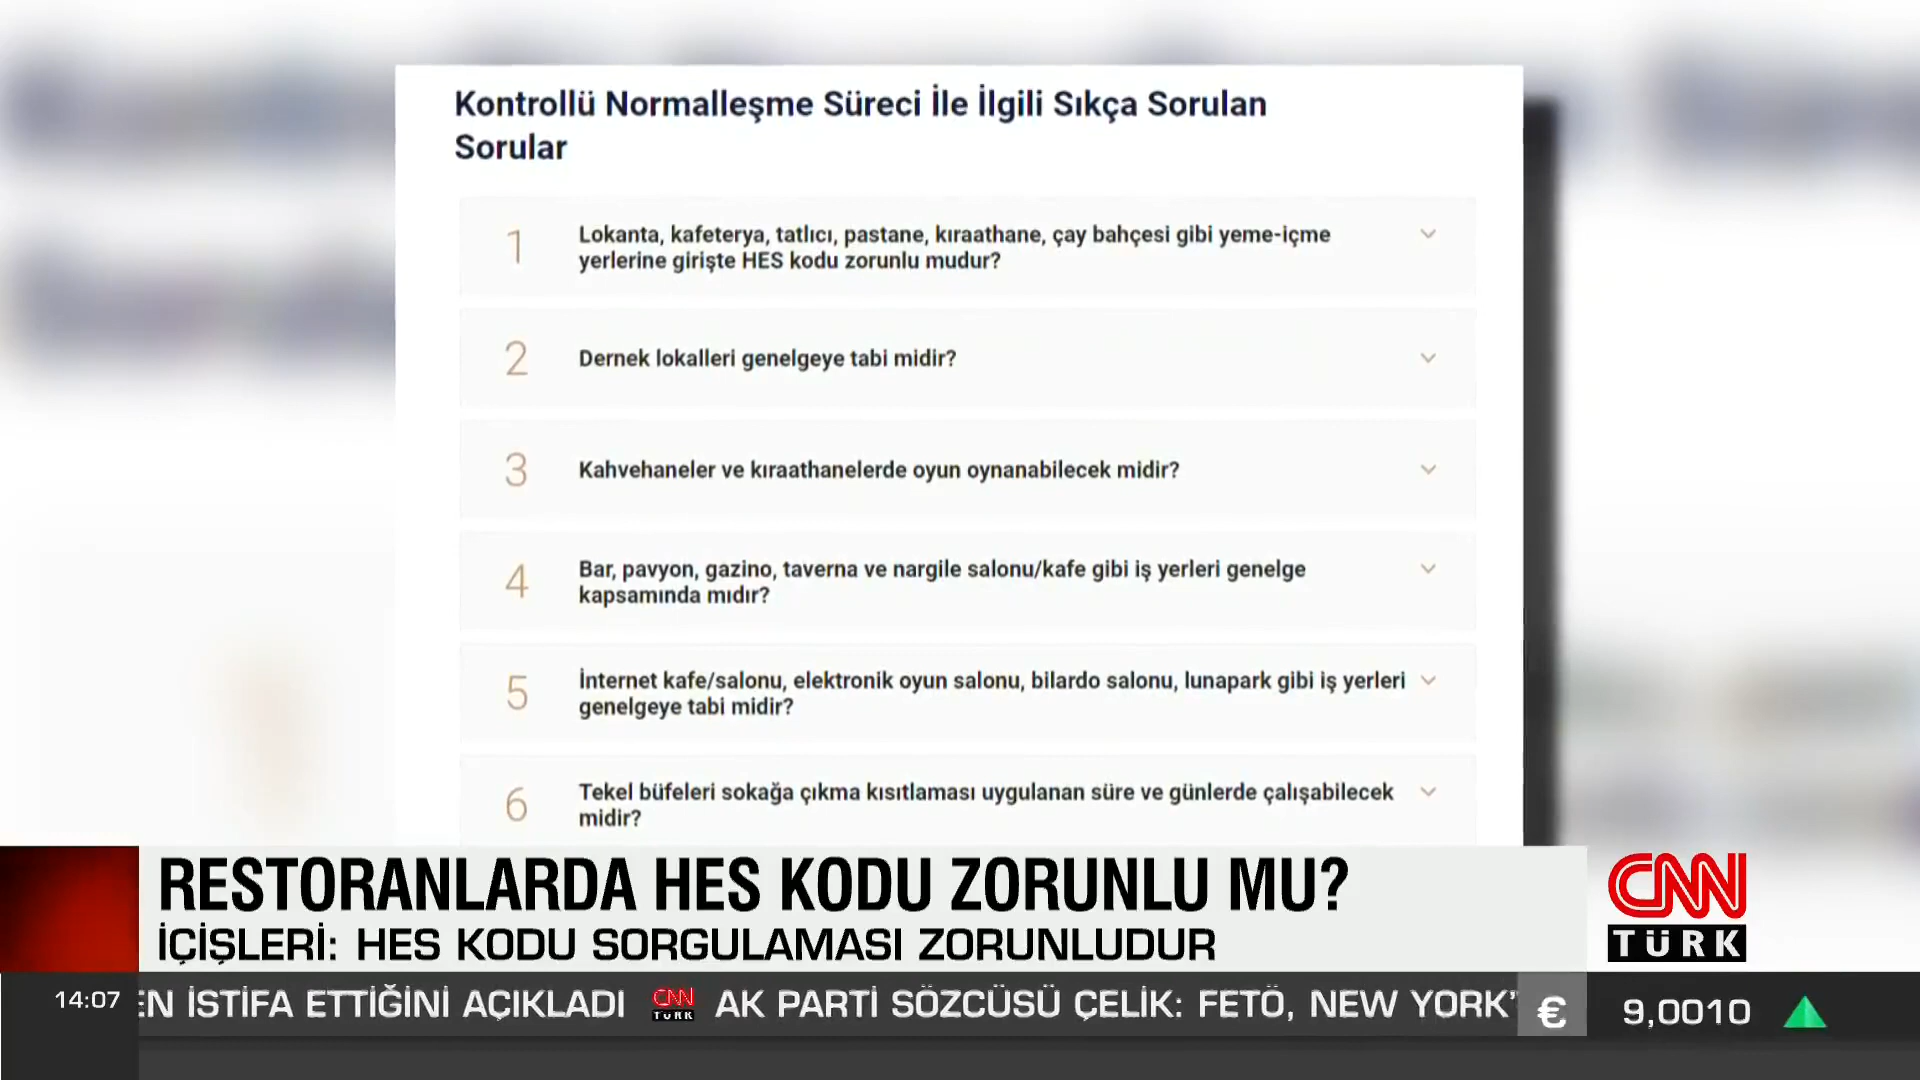 Kontrollü Normalleşme Süreci İle İlgili Sıkça Sorulan
Sorular
1
Lokanta, kafeterya, tatlıcı, pastane, kıraathane, çay bahçesi gibi yeme-içme
yerlerine girişte HES kodu zorunlu mudur?
2
Dernek lokalleri genelgeye tabi midir?
3
Kahvehaneler ve kıraathanelerde oyun oynanabilecek midir?
4
Bar, pavyon, gazino, taverna ve nargile salonu/kafe gibi iş yerleri genelge
kapsamında mıdır?
5
İnternet kafe/salonu, elektronik oyun salonu, bilardo salonu, lunapark gibi iş yerleri
genelgeye tabi midir?
6
Tekel büfeleri sokağa çıkma kısıtlaması uygulanan süre ve günlerde çalışabilecek
midir?
RESTORANLARDA HES KODU ZORUNLU MU?
İÇİŞLERİ: HES KODU SORGULAMASI ZORUNLUDUR
CNN
TÜRK
14:07 EN İSTİFA ETTİĞİNİ AÇIKLADI CNN TÜRK AK PARTİ SÖZCÜSÜ ÇELİK: FETÖ, NEW YORK' € 9,0010